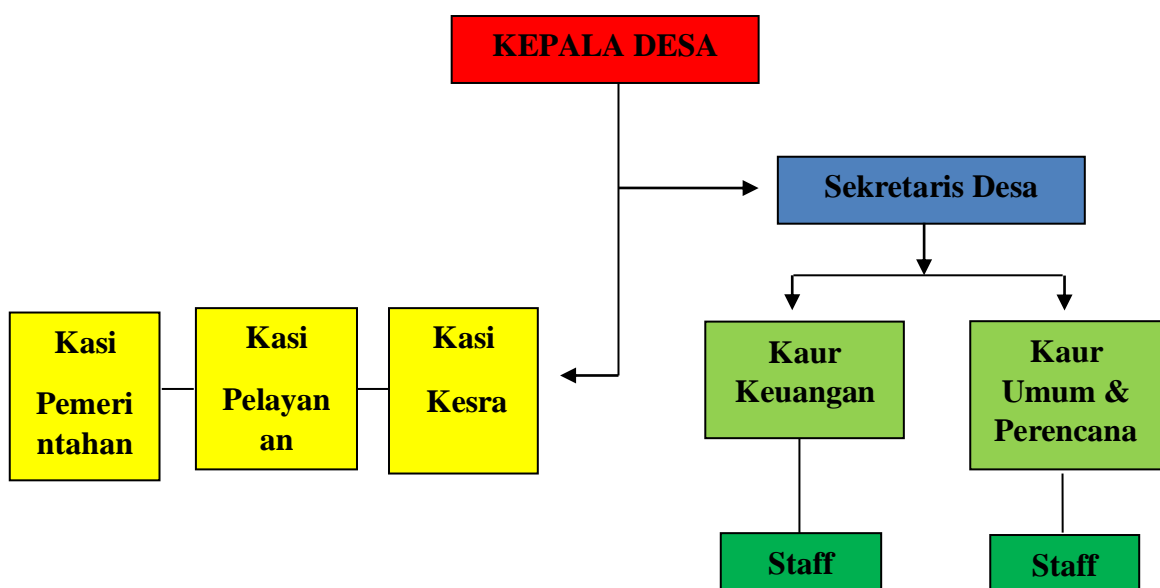 KEPALA DESA
Sekretaris Desa
Kasi
Pemeri
ntahan
Kasi
Pelayan
an
Kasi
Kesra
Kaur
Keuangan
Kaur
Umum &
Perencana
Staff
Staff